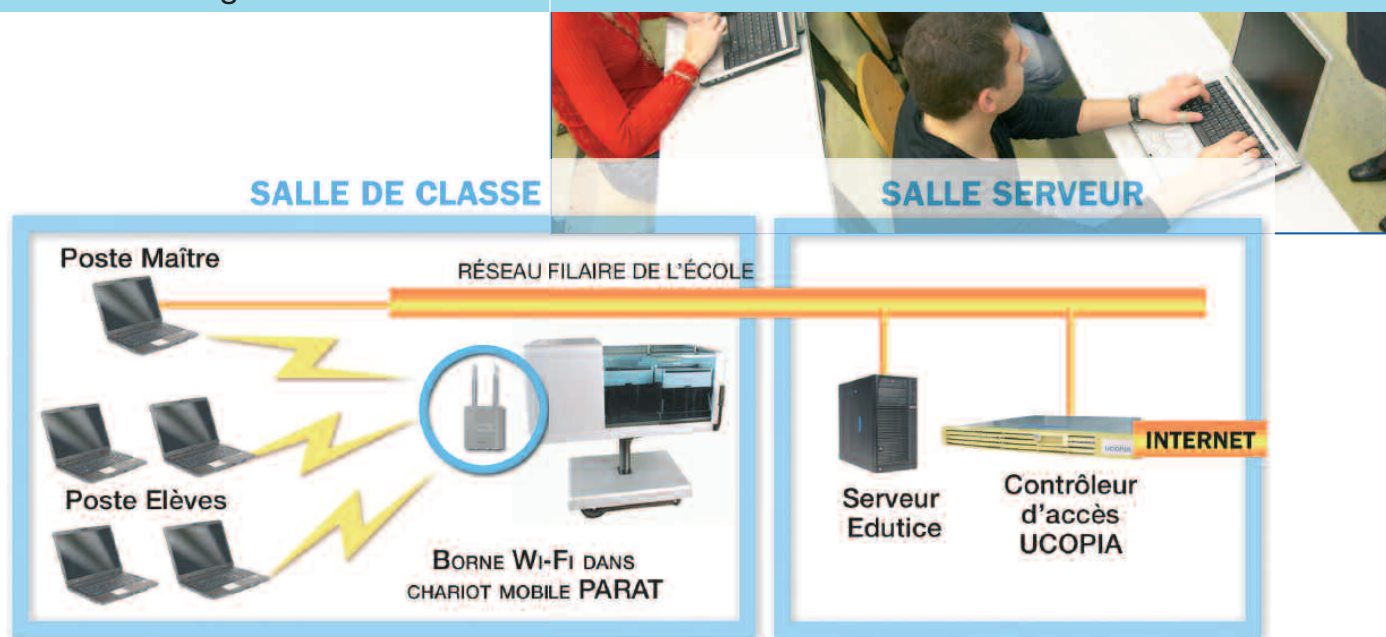 SALLE DE CLASSE
SALLE SERVEUR
Poste Maître
RÉSEAU FILAIRE DE L'ÉCOLE
Poste Elèves
BORNE WI-FI DANS
CHARIOT MOBILE PARAT
Serveur
Edutice
UCOPIA
INTERNET
Contrôleur
d'accès
UCOPIA